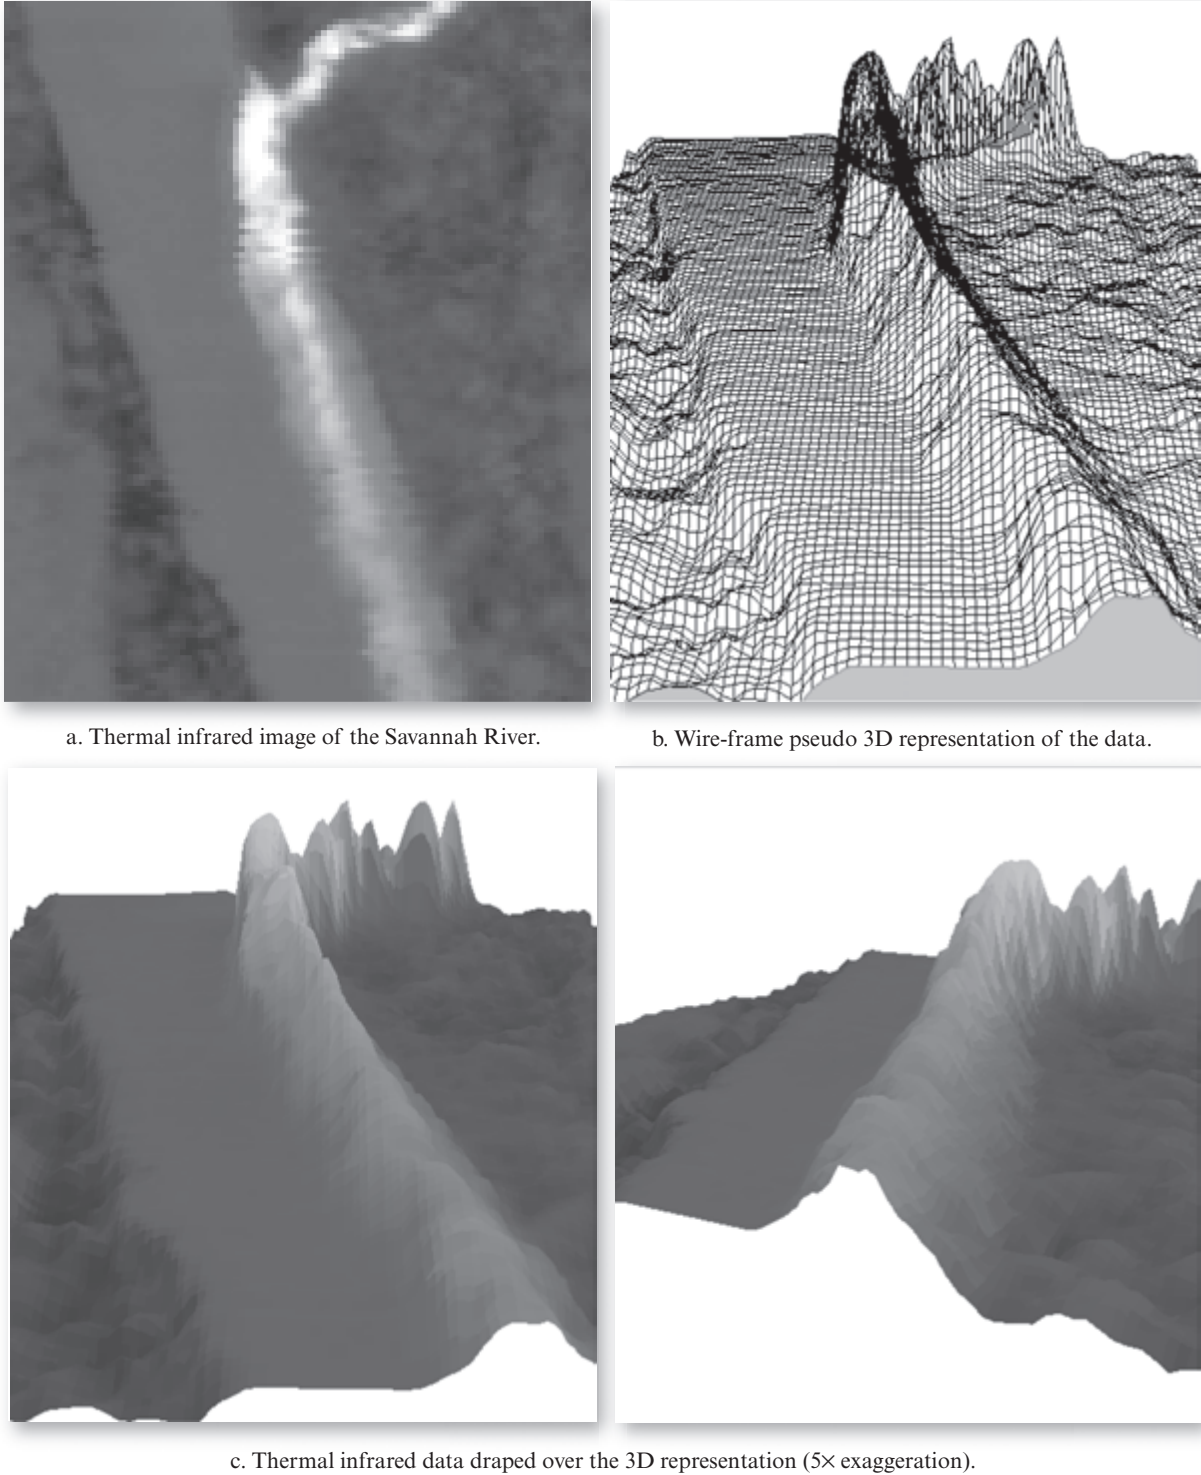 a. Thermal infrared image of the Savannah River.
b. Wire-frame pseudo 3D representation of the data.
c. Thermal infrared data draped over the 3D representation (5× exaggeration).